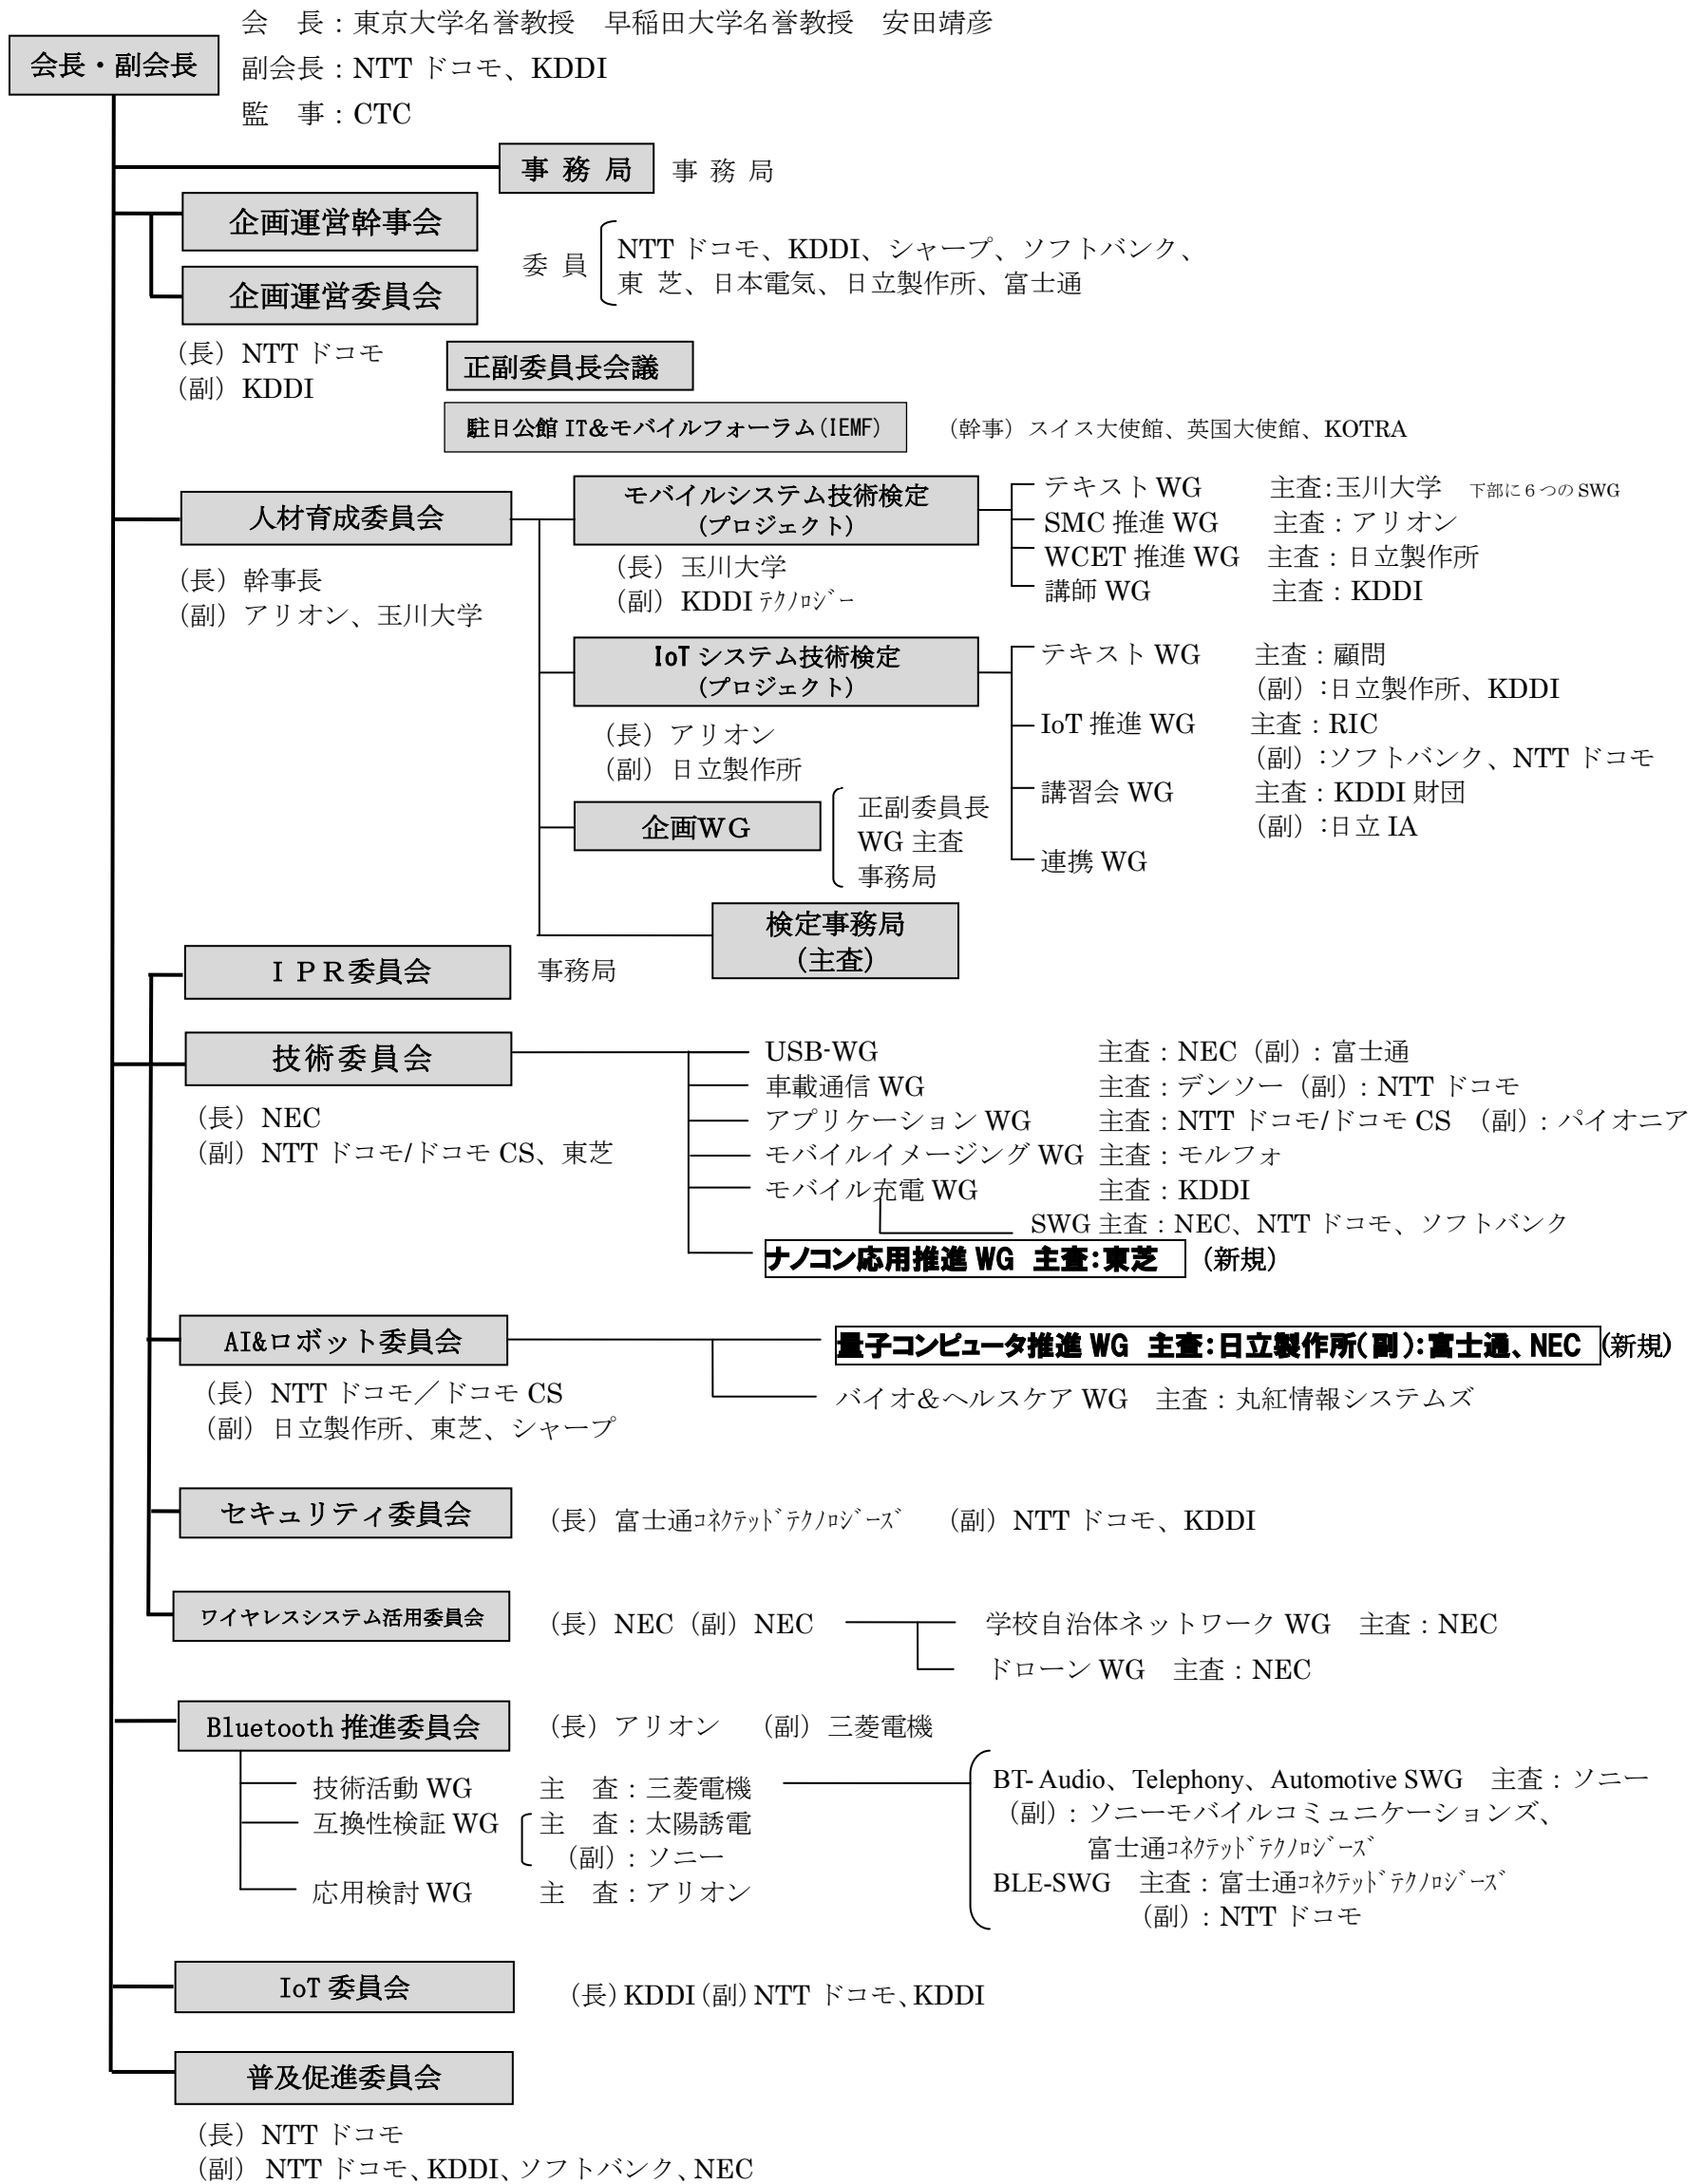 会　長：東京大学名誉教授　早稲田大学名誉教授　安田靖彦
会長・副会長
副会長：NTT ドコモ、KDDI
監　事：CTC
事 務 局　事 務 局
企画運営幹事会
企画運営委員会
委 員
NTT ドコモ、KDDI、シャープ、ソフトバンク、
東 芝、日本電気、日立製作所、富士通
（長）NTT ドコモ
（副）KDDI
正副委員長会議
駐日公館 IT&モバイルフォーラム(IEMF)　（幹事）スイス大使館、英国大使館、KOTRA
人材育成委員会
（長）幹事長
（副）アリオン、玉川大学
モバイルシステム技術検定
(プロジェクト)
（長）玉川大学
（副）KDDI ﾃｸﾉﾛｼﾞｰ
テキスト WG　主査：玉川大学　下部に６つの SWG
SMC 推進 WG　主査：アリオン
WCET 推進 WG　主査：日立製作所
講師 WG　主査：KDDI
IoT システム技術検定
(プロジェクト)
（長）アリオン
（副）日立製作所
テキスト WG　主査：顧問
（副）：日立製作所、KDDI
IoT 推進 WG　主査：RIC
（副）：ソフトバンク、NTT ドコモ
講習会 WG　主査：KDDI 財団
（副）：日立 IA
連携 WG
企画ＷＧ
正副委員長
WG 主査
事務局
検定事務局
(主査)
ＩＰＲ委員会　事務局
技術委員会
（長）NEC
（副）NTT ドコモ/ドコモ CS、東芝
USB-WG　主査：NEC（副）：富士通
車載通信 WG　主査：デンソー（副）：NTT ドコモ
アプリケーション WG　主査：NTT ドコモ/ドコモ CS　（副）：パイオニア
モバイルイメージング WG　主査：モルフォ
モバイル充電 WG　主査：KDDI
SWG 主査：NEC、NTT ドコモ、ソフトバンク
ナノコン応用推進 WG　主査：東芝　（新規）
AI&ロボット委員会
（長）NTT ドコモ／ドコモ CS
（副）日立製作所、東芝、シャープ
量子コンピュータ推進 WG　主査：日立製作所（副）：富士通、NEC　（新規）
バイオ&ヘルスケア WG　主査：丸紅情報システムズ
セキュリティ委員会　（長）富士通ｺﾈｸﾃｯﾄﾞﾃｸﾉﾛｼﾞｰｽﾞ　（副）NTT ドコモ、KDDI
ワイヤレスシステム活用委員会　（長）NEC（副）NEC
学校自治体ネットワーク WG　主査：NEC
ドローン WG　主査：NEC
Bluetooth 推進委員会　（長）アリオン　（副）三菱電機
技術活動 WG　主　査：三菱電機
互換性検証 WG　主　査：太陽誘電
（副）：ソニー
応用検討 WG　主　査：アリオン
BT- Audio、Telephony、Automotive SWG　主査：ソニー
（副）：ソニーモバイルコミュニケーションズ、
富士通ｺﾈｸﾃｯﾄﾞﾃｸﾉﾛｼﾞｰｽﾞ
BLE-SWG　主査：富士通ｺﾈｸﾃｯﾄﾞﾃｸﾉﾛｼﾞｰｽﾞ
（副）：NTT ドコモ
IoT 委員会　（長）KDDI（副）NTT ドコモ、KDDI
普及促進委員会
（長）NTT ドコモ
（副） NTT ドコモ、KDDI、ソフトバンク、NEC